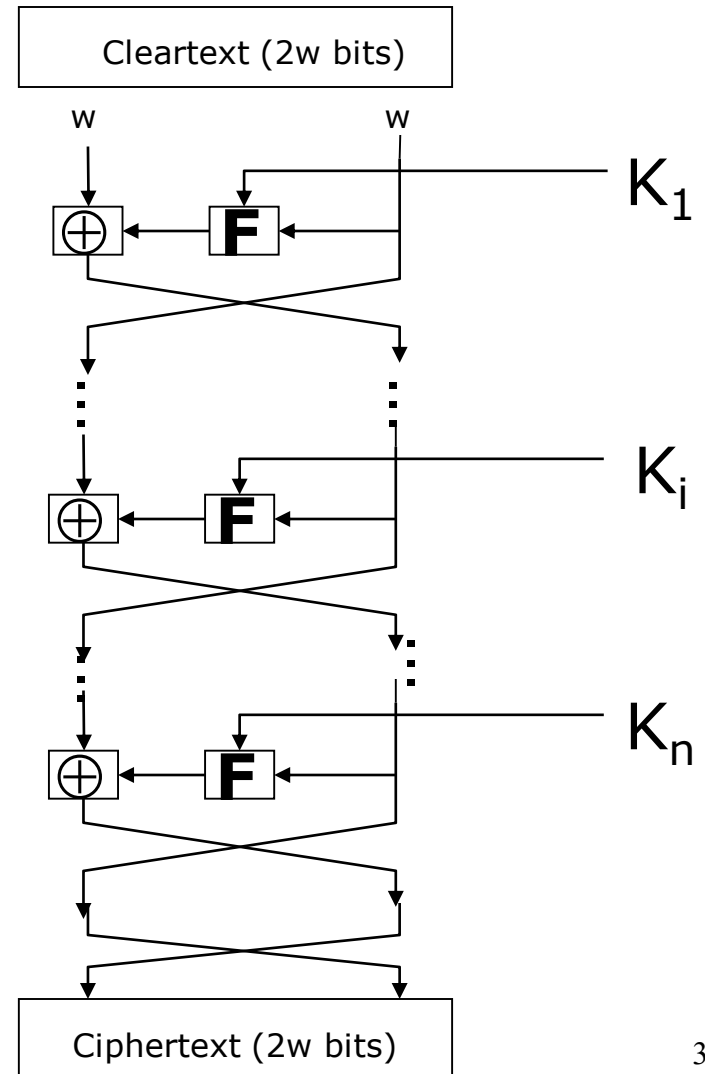 Cleartext (2w bits)
w w
K₁
F
⋮ ⋮
Kᵢ
F
⋮ ⋮
Kₙ
F
Ciphertext (2w bits)
3